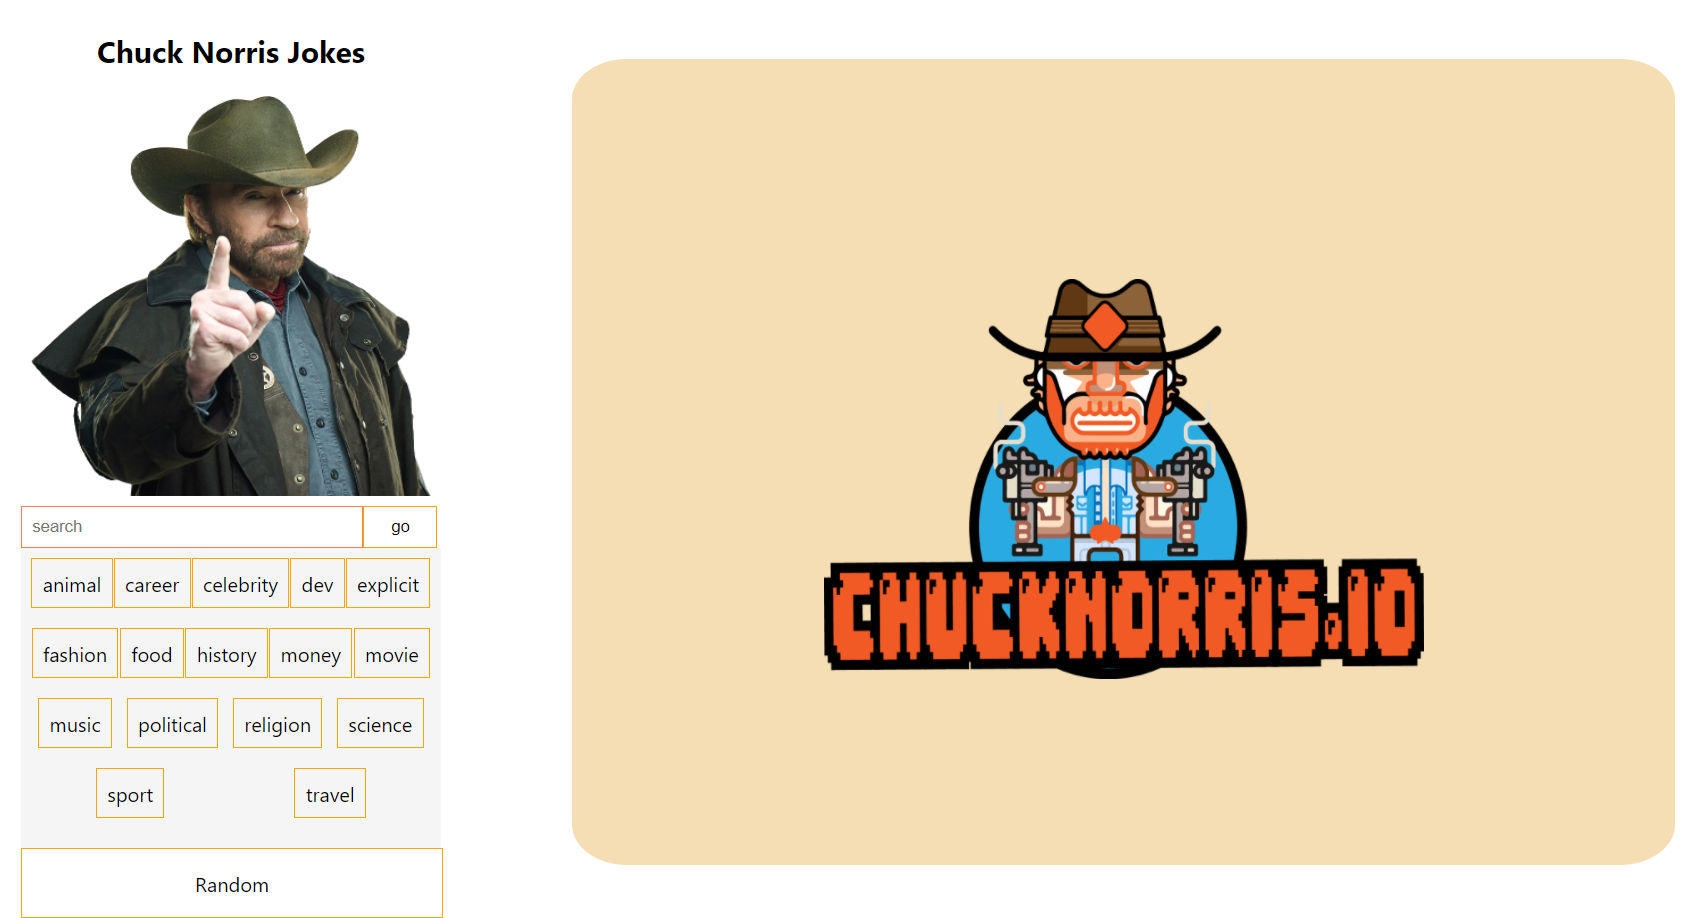 Chuck Norris Jokes
search go
animal career celebrity dev explicit
fashion food history money movie
music political religion science
sport travel
Random
CHUCKNORRIS.IO